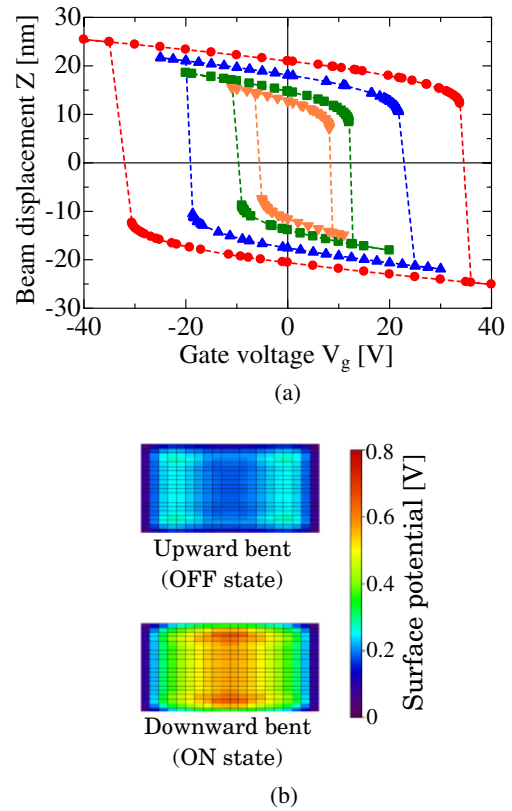 30
20
10
0
-10
-20
-30
Beam displacement Z [nm]
-40 -20 0 20 40
Gate voltage Vg [V]
(a)
Upward bent
(OFF state)
Downward bent
(ON state)
0.8
0.6
0.4
0.2
0
Surface potential [V]
(b)